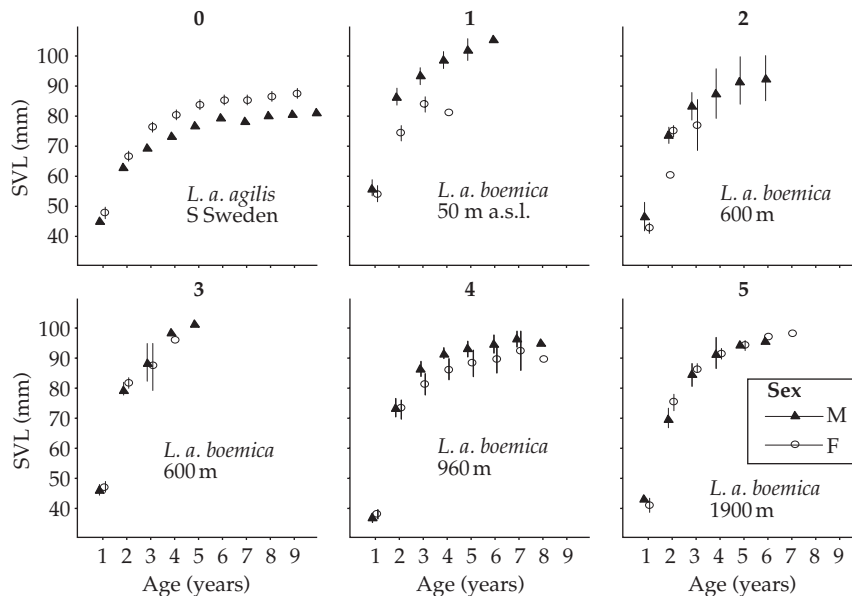 0
1
2
SVL (mm)
100
90
80
70
60
50
40
L. a. agilis
S Sweden
L. a. boemica
50 m a.s.l.
L. a. boemica
600 m
3
4
5
SVL (mm)
100
90
80
70
60
50
40
L. a. boemica
600 m
L. a. boemica
960 m
L. a. boemica
1900 m
Sex
M
F
1 2 3 4 5 6 7 8 9
1 2 3 4 5 6 7 8 9
1 2 3 4 5 6 7 8 9
Age (years)
Age (years)
Age (years)